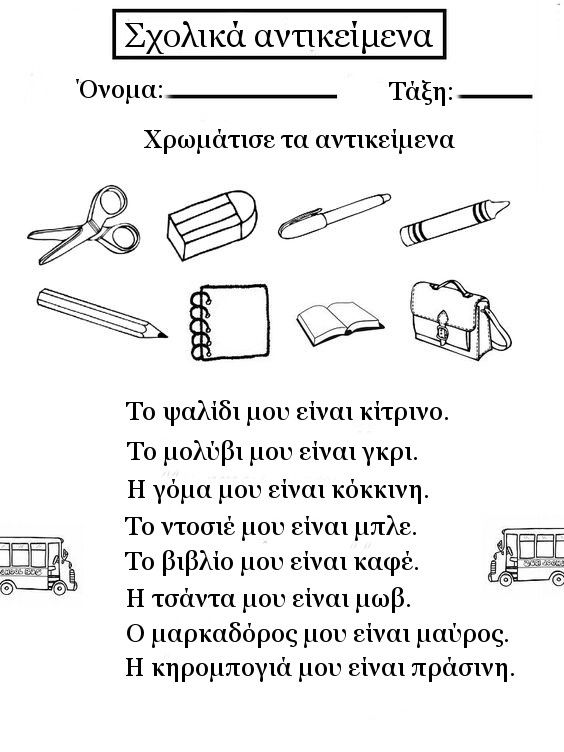 Σχολικά αντικείμενα
Όνομα: Τάξη:
Χρωμάτισε τα αντικείμενα
Το ψαλίδι μου είναι κίτρινο.
Το μολύβι μου είναι γκρι.
Η γόμα μου είναι κόκκινη.
Το ντοσιέ μου είναι μπλε.
Το βιβλίο μου είναι καφέ.
Η τσάντα μου είναι μωβ.
Ο μαρκαδόρος μου είναι μαύρος.
Η κηρομπογιά μου είναι πράσινη.